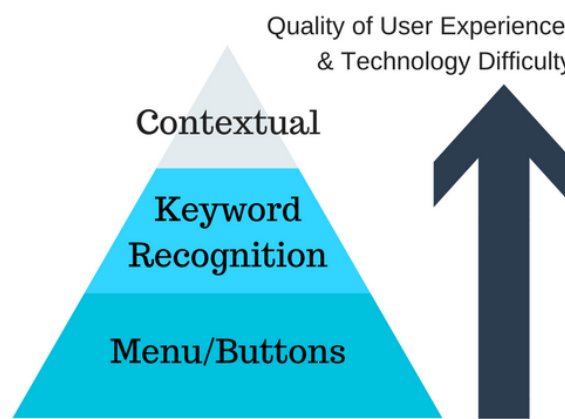 Quality of User Experience
& Technology Difficulty
Contextual
Keyword
Recognition
Menu/Buttons